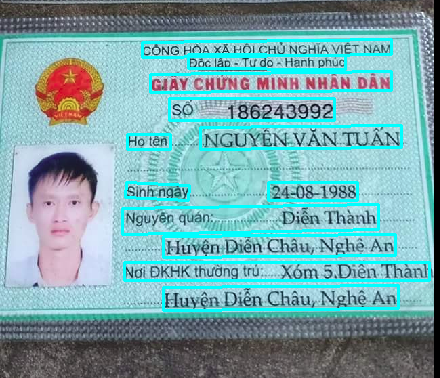 CỘNG HÒA XÃ HỘI CHỦ NGHĨA VIỆT NAM
Độc lập - Tự do - Hạnh phúc
GIẤY CHỨNG MINH NHÂN DÂN
SỐ 186243992
Họ tên NGUYỄN VĂN TUẤN
Sinh ngày 24-08-1988
Nguyên quán: Diễn Thành
Huyện Diễn Châu, Nghệ An
Nơi ĐKHK thường trú: Xóm 5.Diễn Thành
Huyện Diễn Châu, Nghệ An